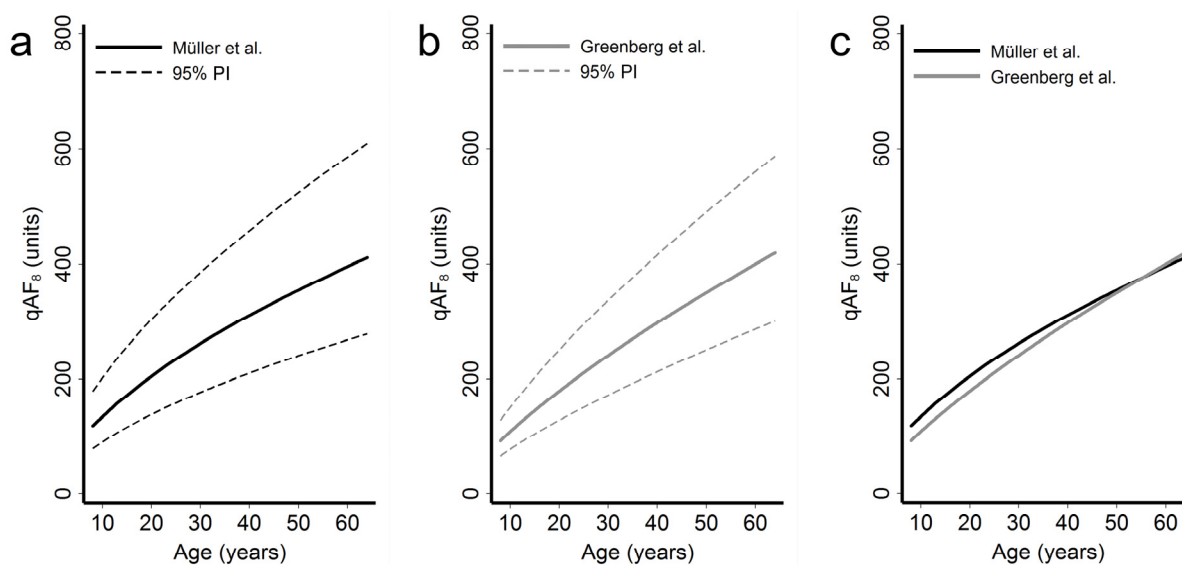 a
Müller et al.
95% PI
qAF₈ (units)
800
600
400
200
0
10 20 30 40 50 60
Age (years)
b
Greenberg et al.
95% PI
qAF₈ (units)
800
600
400
200
0
10 20 30 40 50 60
Age (years)
c
Müller et al.
Greenberg et al.
qAF₈ (units)
800
600
400
200
0
10 20 30 40 50 60
Age (years)